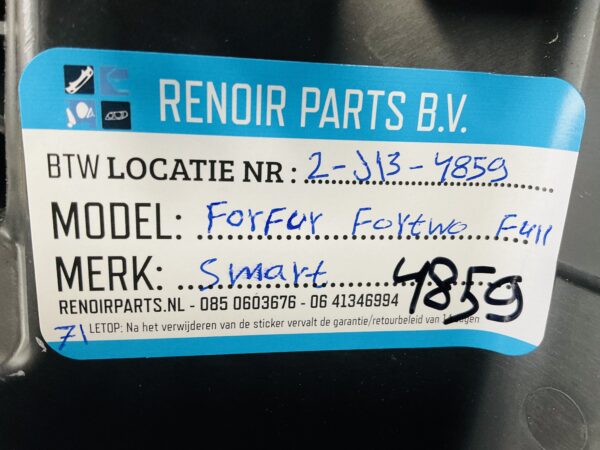 RENOIR PARTS B.V.
BTW LOCATIE NR: 2-J13-4859
MODEL: ForFur Fortwo Full
MERK: Smart
4859
RENOIRPARTS.NL - 085 0603676 - 06 41346994
71 LETOP: Na het verwijderen van de sticker vervalt de garantie/retourbeleid van